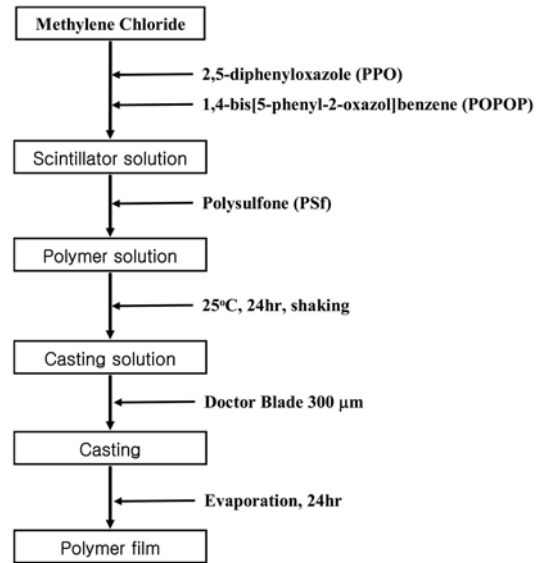 Methylene Chloride
2,5-diphenyloxazole (PPO)
1,4-bis[5-phenyl-2-oxazol]benzene (POPOP)
Scintillator solution
Polysulfone (PSf)
Polymer solution
25°C, 24hr, shaking
Casting solution
Doctor Blade 300 μm
Casting
Evaporation, 24hr
Polymer film